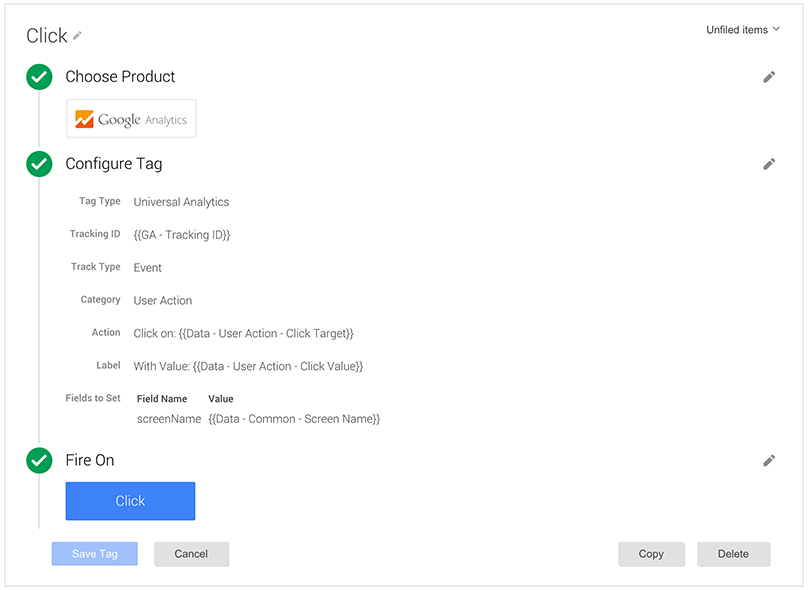 Click
Unfiled items
Choose Product
Google Analytics
Configure Tag
Tag Type Universal Analytics
Tracking ID {{GA - Tracking ID}}
Track Type Event
Category User Action
Action Click on: {{Data - User Action - Click Target}}
Label With Value: {{Data - User Action - Click Value}}
Fields to Set Field Name Value
screenName {{Data - Common - Screen Name}}
Fire On
Click
Save Tag Cancel Copy Delete